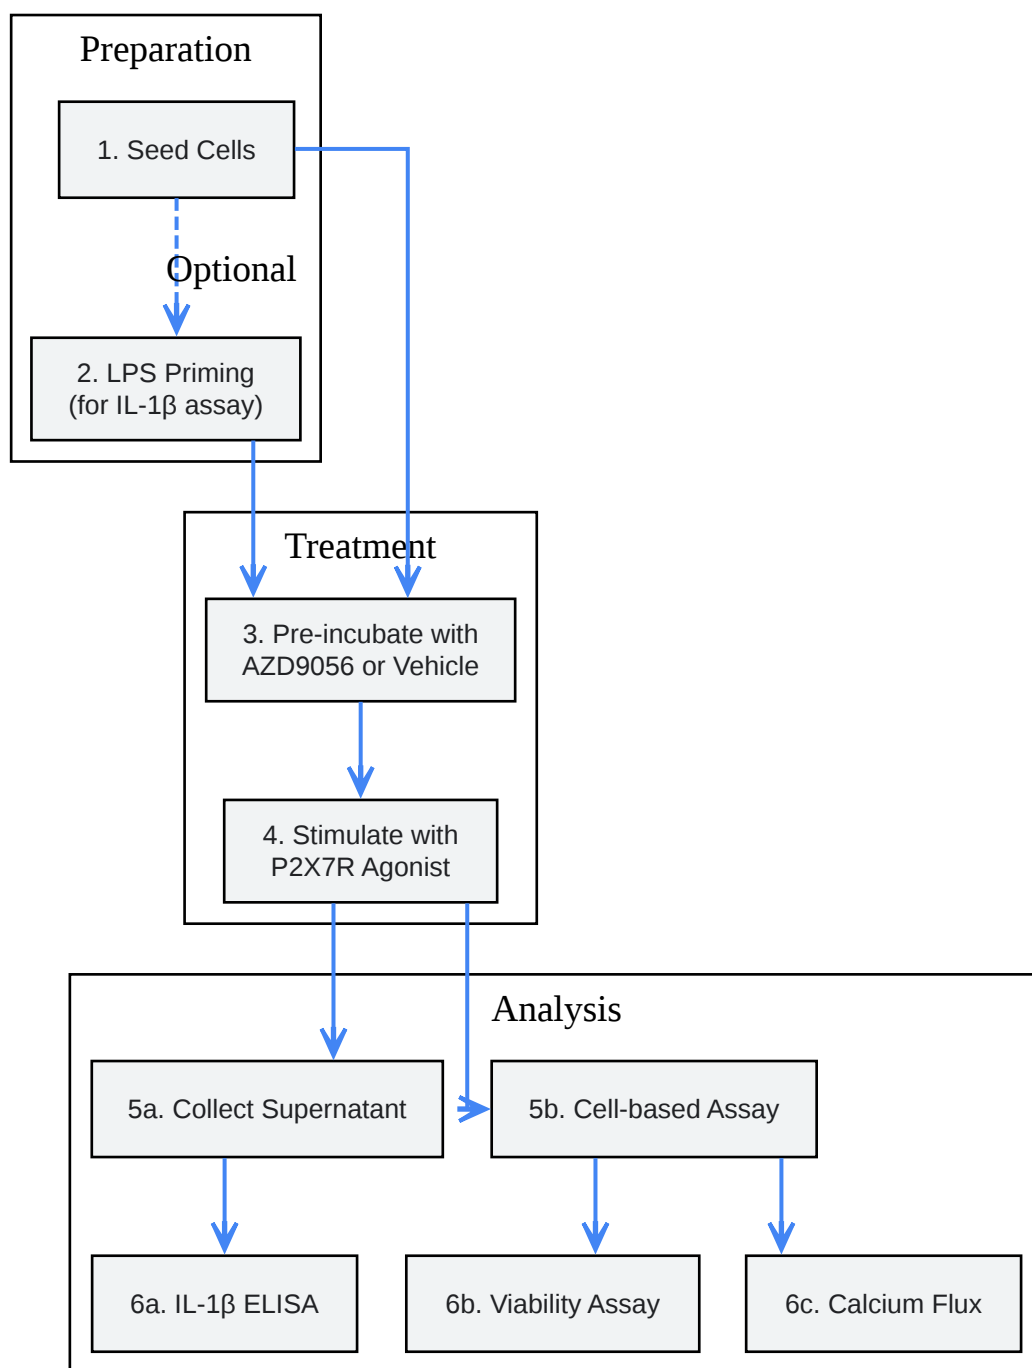 Preparation
1. Seed Cells
Optional
2. LPS Priming
(for IL-1β assay)
Treatment
3. Pre-incubate with
AZD9056 or Vehicle
4. Stimulate with
P2X7R Agonist
Analysis
5a. Collect Supernatant
5b. Cell-based Assay
6a. IL-1β ELISA
6b. Viability Assay
6c. Calcium Flux